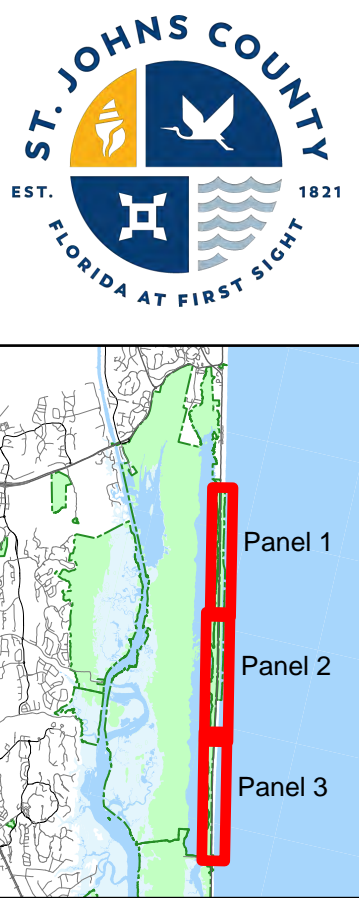 ST. JOHNS COUNTY
EST. 1821
FLORIDA AT FIRST SIGHT
Panel 1
Panel 2
Panel 3